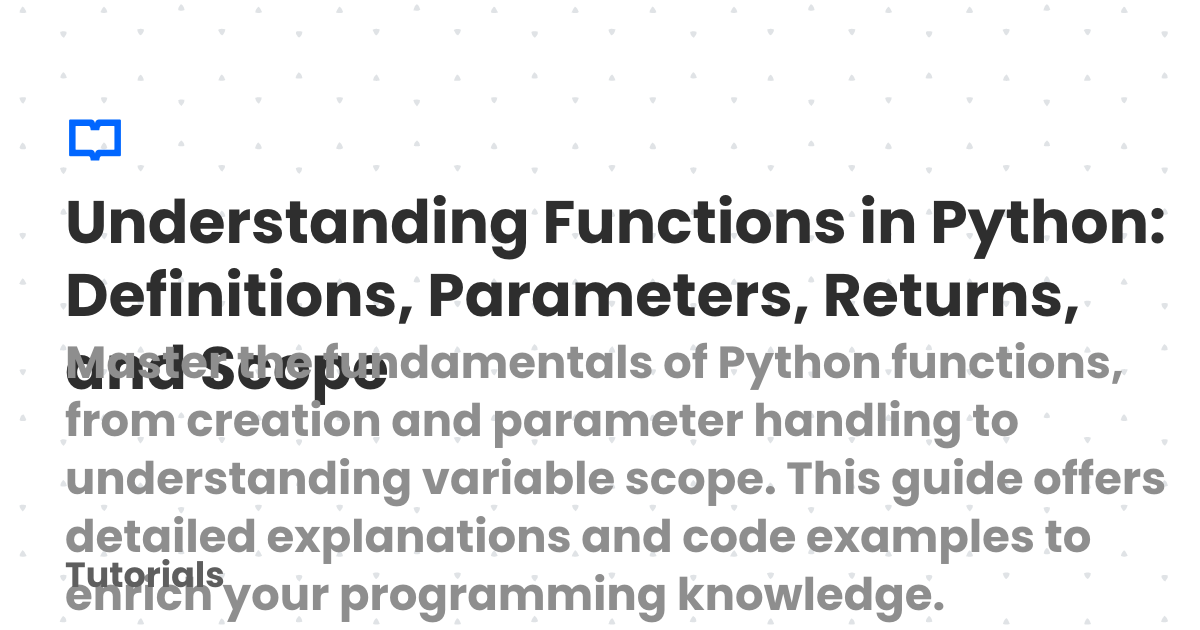 Understanding Functions in Python:
Definitions, Parameters, Returns,
and Scope
Master the fundamentals of Python functions,
from creation and parameter handling to
understanding variable scope. This guide offers
detailed explanations and code examples to
Tutorials
enrich your programming knowledge.